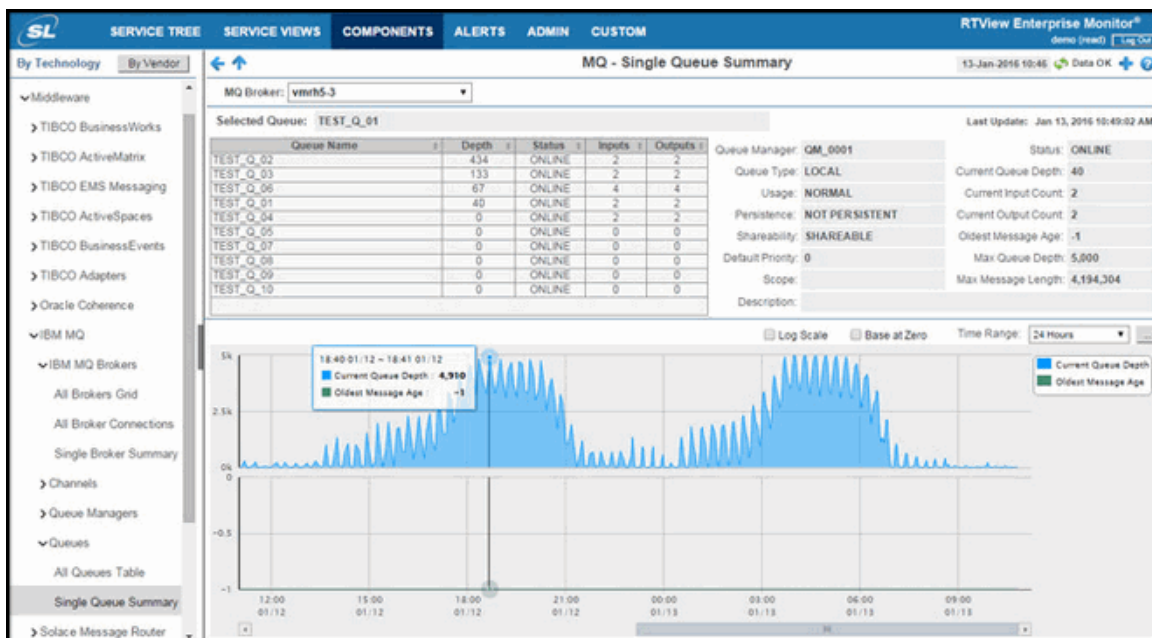 SL SERVICE TREE SERVICE VIEWS COMPONENTS ALERTS ADMIN CUSTOM RTView Enterprise Monitor®
demo (read) Log Out
By Technology By Vendor MQ - Single Queue Summary 13-Jan-2016 10:46 Data OK
MQ Broker: vmrh5-3
Middleware
TIBCO BusinessWorks
TIBCO ActiveMatrix
TIBCO EMS Messaging
TIBCO ActiveSpaces
TIBCO BusinessEvents
TIBCO Adapters
Oracle Coherence
IBM MQ
IBM MQ Brokers
All Brokers Grid
All Broker Connections
Single Broker Summary
Channels
Queue Managers
Queues
All Queues Table
Single Queue Summary
Solace Message Router
Selected Queue: TEST_Q_01 Last Update: Jan 13, 2016 10:49:02 AM
Queue Name Depth Status Inputs Outputs
TEST_Q_02 434 ONLINE 2 2
TEST_Q_03 133 ONLINE 2 2
TEST_Q_06 67 ONLINE 4 4
TEST_Q_01 40 ONLINE 2 2
TEST_Q_04 0 ONLINE 2 2
TEST_Q_05 0 ONLINE 0 0
TEST_Q_07 0 ONLINE 0 0
TEST_Q_08 0 ONLINE 0 0
TEST_Q_09 0 ONLINE 0 0
TEST_Q_10 0 ONLINE 0 0
Queue Manager: QM_0001 Status: ONLINE
Queue Type: LOCAL Current Queue Depth: 40
Usage: NORMAL Current Input Count: 2
Persistence: NOT PERSISTENT Current Output Count: 2
Shareability: SHAREABLE Oldest Message Age: -1
Default Priority: 0 Max Queue Depth: 5,000
Scope: Max Message Length: 4,194,304
Description:
Log Scale Base at Zero Time Range: 24 Hours ...
18:40 01/12 ~ 18:41 01/12
Current Queue Depth : 4,910
Oldest Message Age : -1
Current Queue Depth
Oldest Message Age
5k
2.5k
0k
0
-0.5
-1
12:00 15:00 18:00 21:00 00:00 03:00 06:00 09:00
01/12 01/12 01/12 01/12 01/13 01/13 01/13 01/13